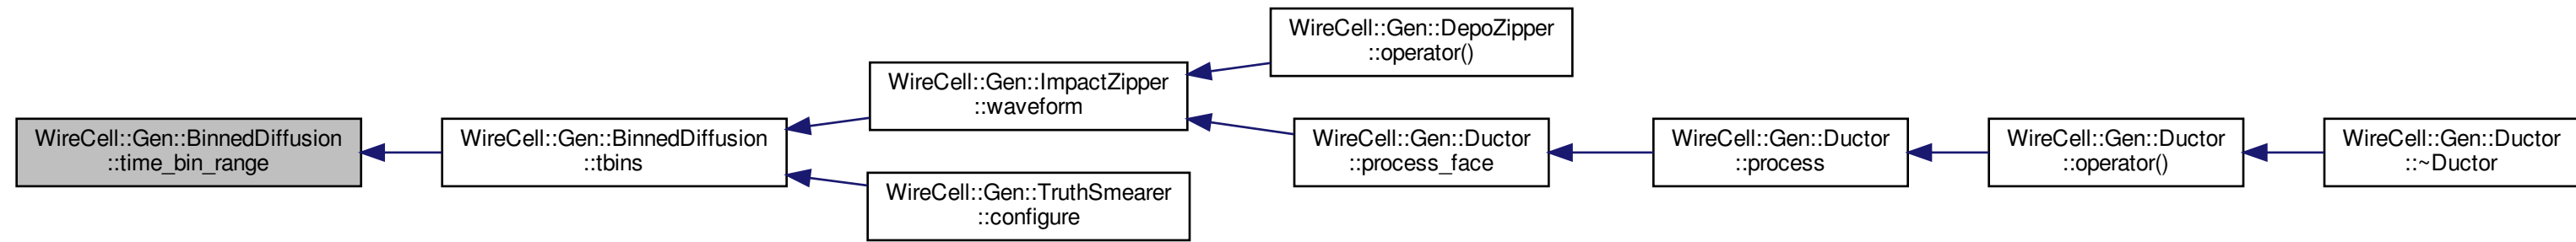 WireCell::Gen::BinnedDiffusion
::time_bin_range
WireCell::Gen::BinnedDiffusion
::tbins
WireCell::Gen::ImpactZipper
::waveform
WireCell::Gen::DepoZipper
::operator()
WireCell::Gen::Ductor
::process_face
WireCell::Gen::Ductor
::process
WireCell::Gen::Ductor
::operator()
WireCell::Gen::Ductor
::~Ductor
WireCell::Gen::TruthSmearer
::configure